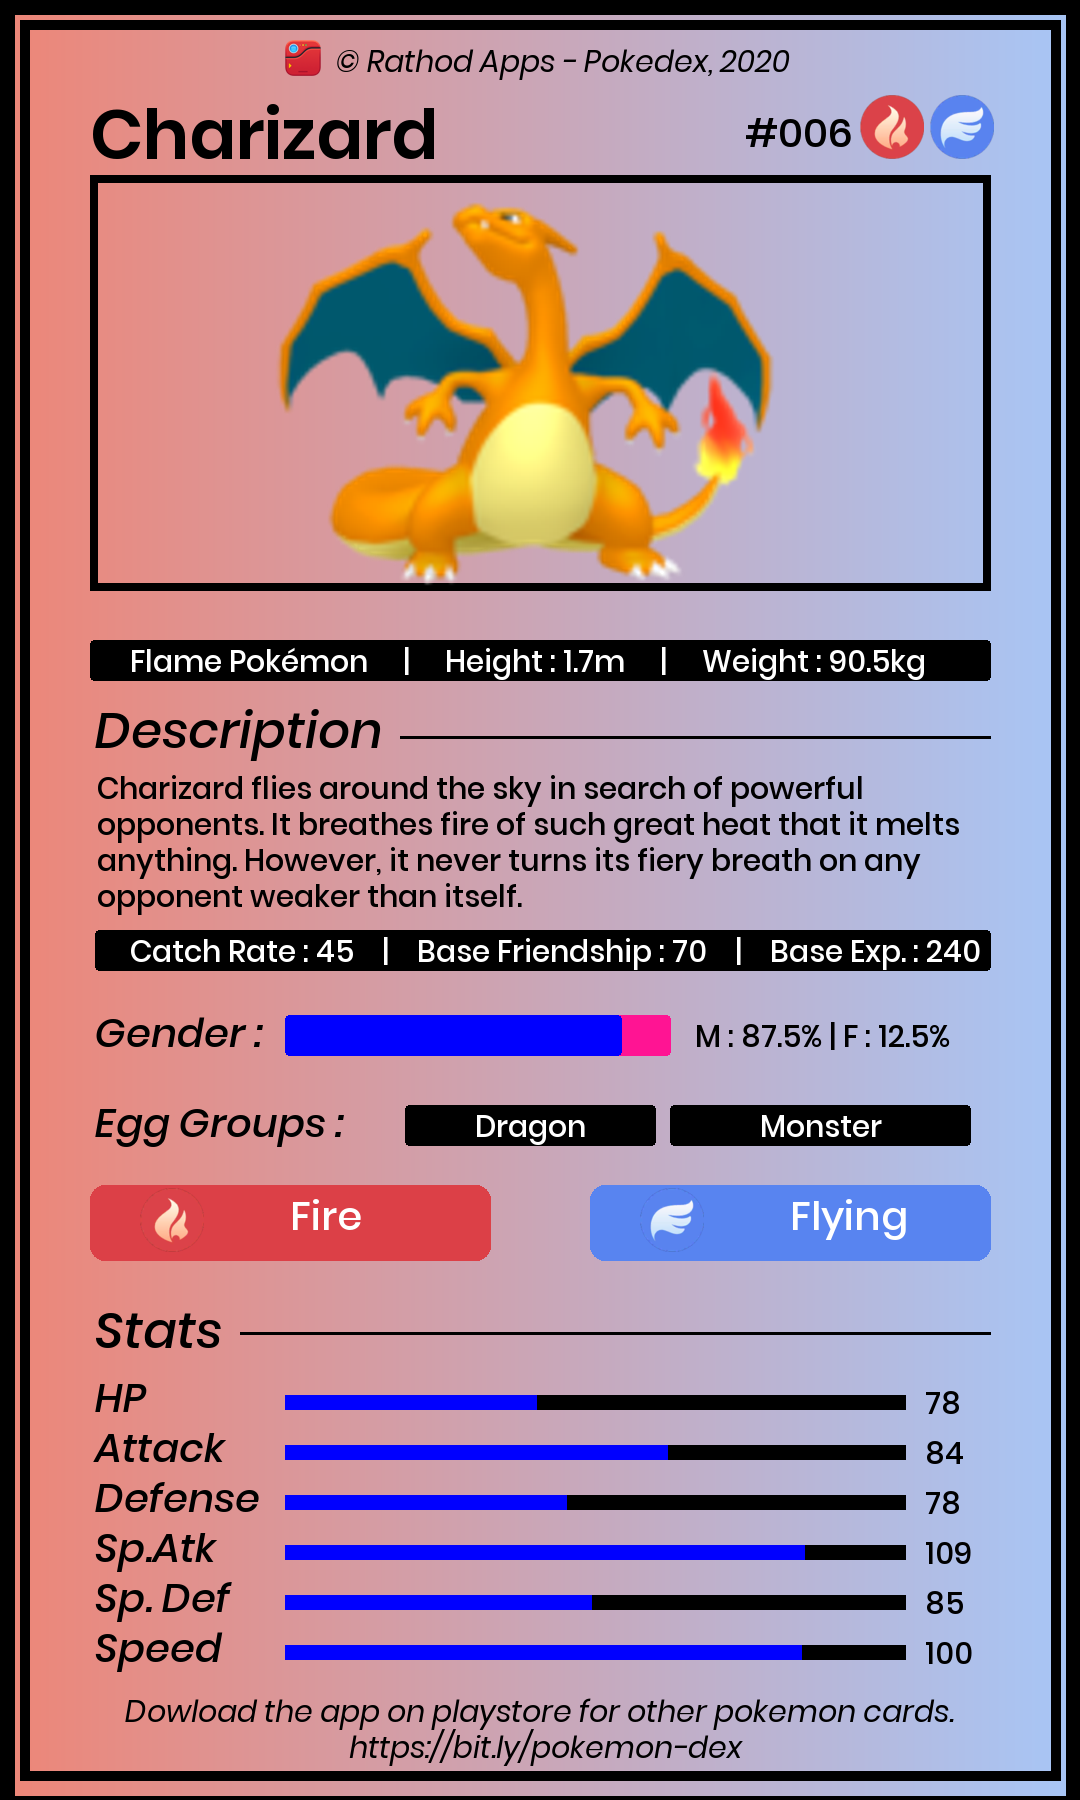 © Rathod Apps - Pokedex, 2020
Charizard #006
Flame Pokémon | Height : 1.7m | Weight : 90.5kg
Description
Charizard flies around the sky in search of powerful
opponents. It breathes fire of such great heat that it melts
anything. However, it never turns its fiery breath on any
opponent weaker than itself.
Catch Rate : 45 | Base Friendship : 70 | Base Exp. : 240
Gender : M : 87.5% | F : 12.5%
Egg Groups : Dragon Monster
Fire Flying
Stats
HP 78
Attack 84
Defense 78
Sp.Atk 109
Sp. Def 85
Speed 100
Dowload the app on playstore for other pokemon cards.
https://bit.ly/pokemon-dex